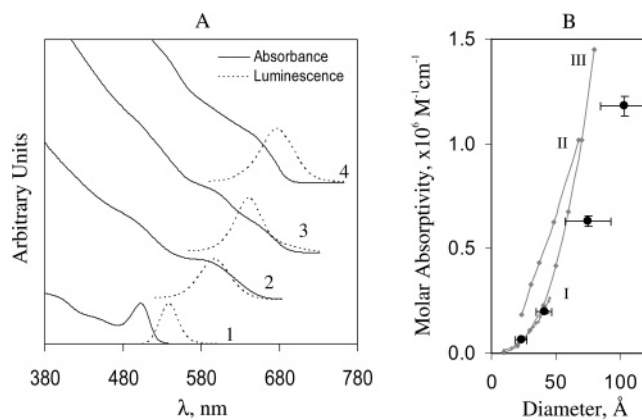 A
Absorbance
Luminescence
Arbitrary Units
4
3
2
1
380 480 580 680 780
λ, nm
B
Molar Absorptivity, x10⁶ M⁻¹cm⁻¹
1.5
1.0
0.5
0.0
III
II
I
0 50 100
Diameter, Å